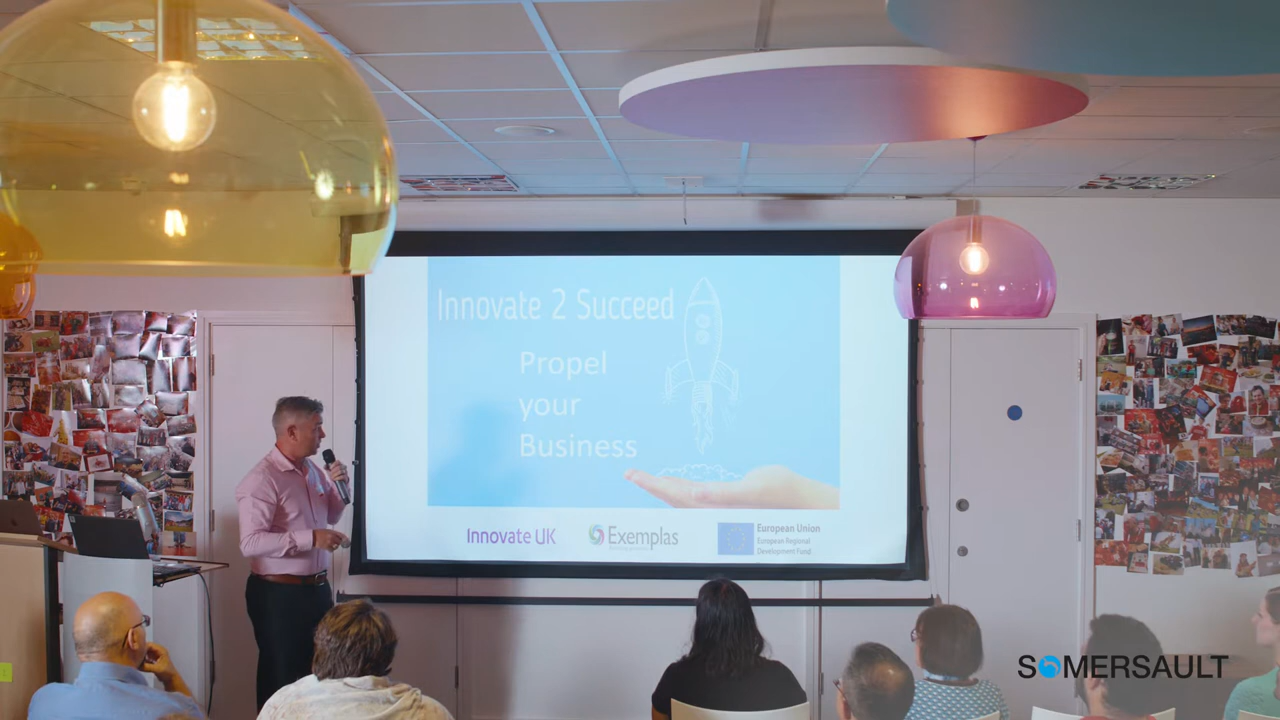 Innovate 2 Succeed
Propel
your
Business
Innovate UK
Exemplas
European Union
European Regional
Development Fund
SOMERSAULT